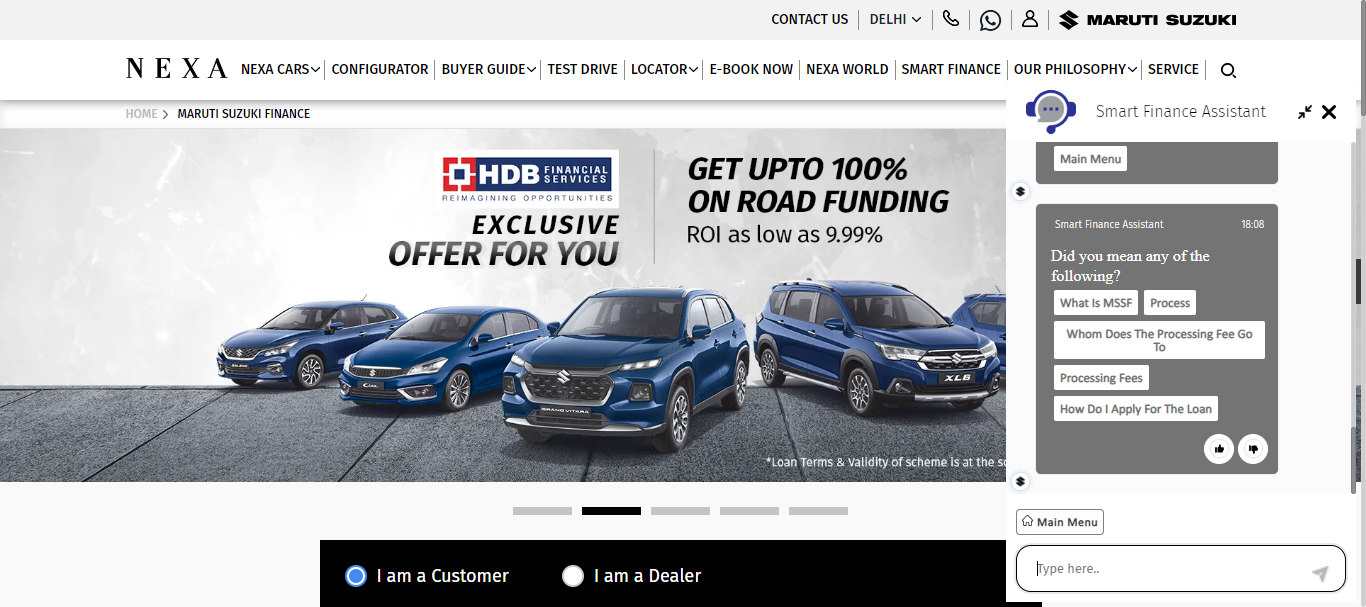 CONTACT US
DELHI
MARUTI SUZUKI
NEXA
NEXA CARS
CONFIGURATOR
BUYER GUIDE
TEST DRIVE
LOCATOR
E-BOOK NOW
NEXA WORLD
SMART FINANCE
OUR PHILOSOPHY
SERVICE
HOME
MARUTI SUZUKI FINANCE
HDB FINANCIAL
SERVICES
REIMAGINING OPPORTUNITIES
EXCLUSIVE
OFFER FOR YOU
GET UPTO 100%
ON ROAD FUNDING
ROI as low as 9.99%
BALENO
CIAZ
GRAND VITARA
XL6
*Loan Terms & Validity of scheme is at the
I am a Customer
I am a Dealer
Smart Finance Assistant
Main Menu
Smart Finance Assistant
18:08
Did you mean any of the
following?
What Is MSSF
Process
Whom Does The Processing Fee Go
To
Processing Fees
How Do I Apply For The Loan
Main Menu
Type here..